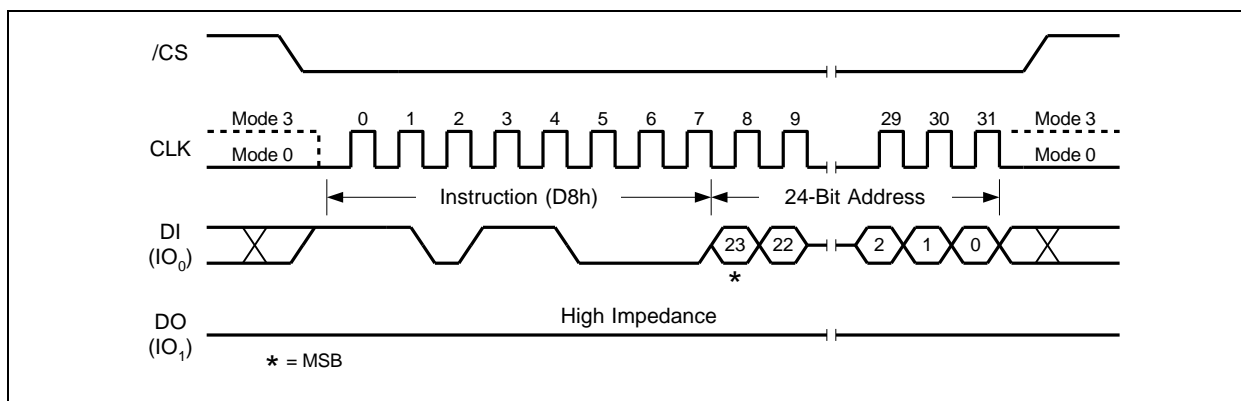 /CS
Mode 3 0 1 2 3 4 5 6 7 8 9 29 30 31 Mode 3
CLK
Mode 0 Mode 0
Instruction (D8h) 24-Bit Address
DI
(IO₀)
23 22 2 1 0
*
High Impedance
DO
(IO₁)
* = MSB